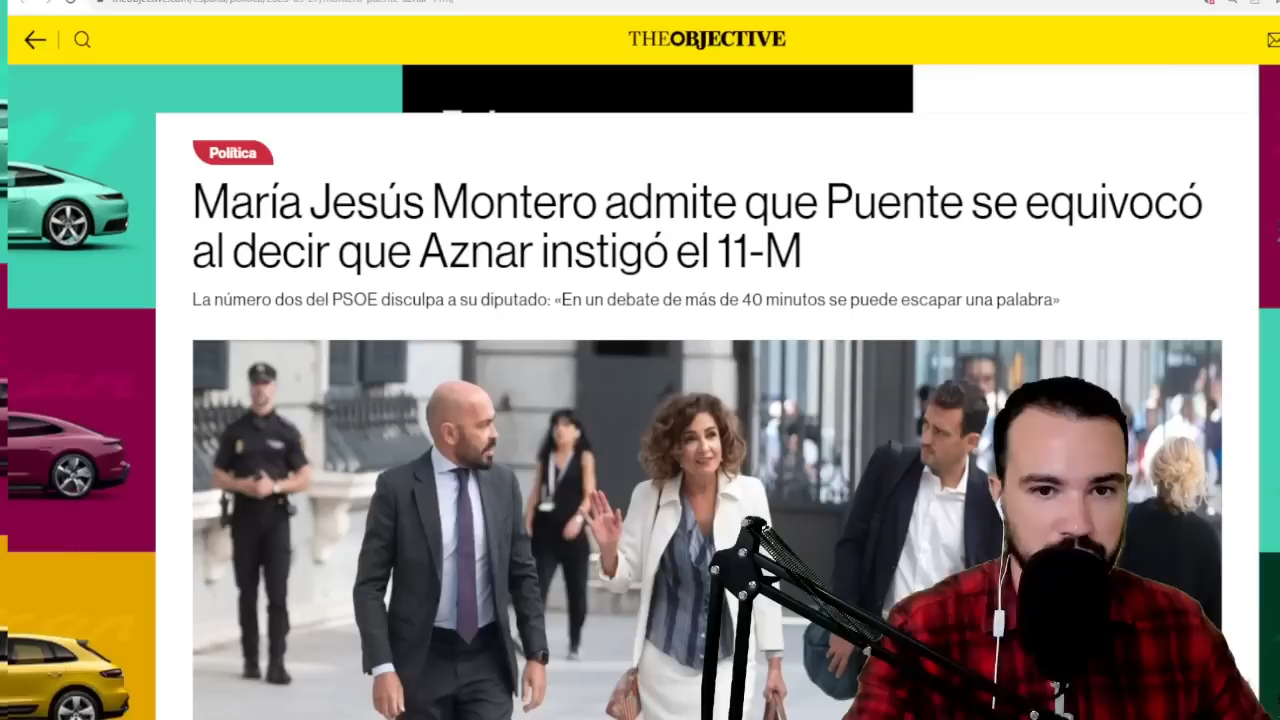 THEOBJECTIVE
Política
María Jesús Montero admite que Puente se equivocó
al decir que Aznar instigó el 11-M
La número dos del PSOE disculpa a su diputado: «En un debate de más de 40 minutos se puede escapar una palabra»